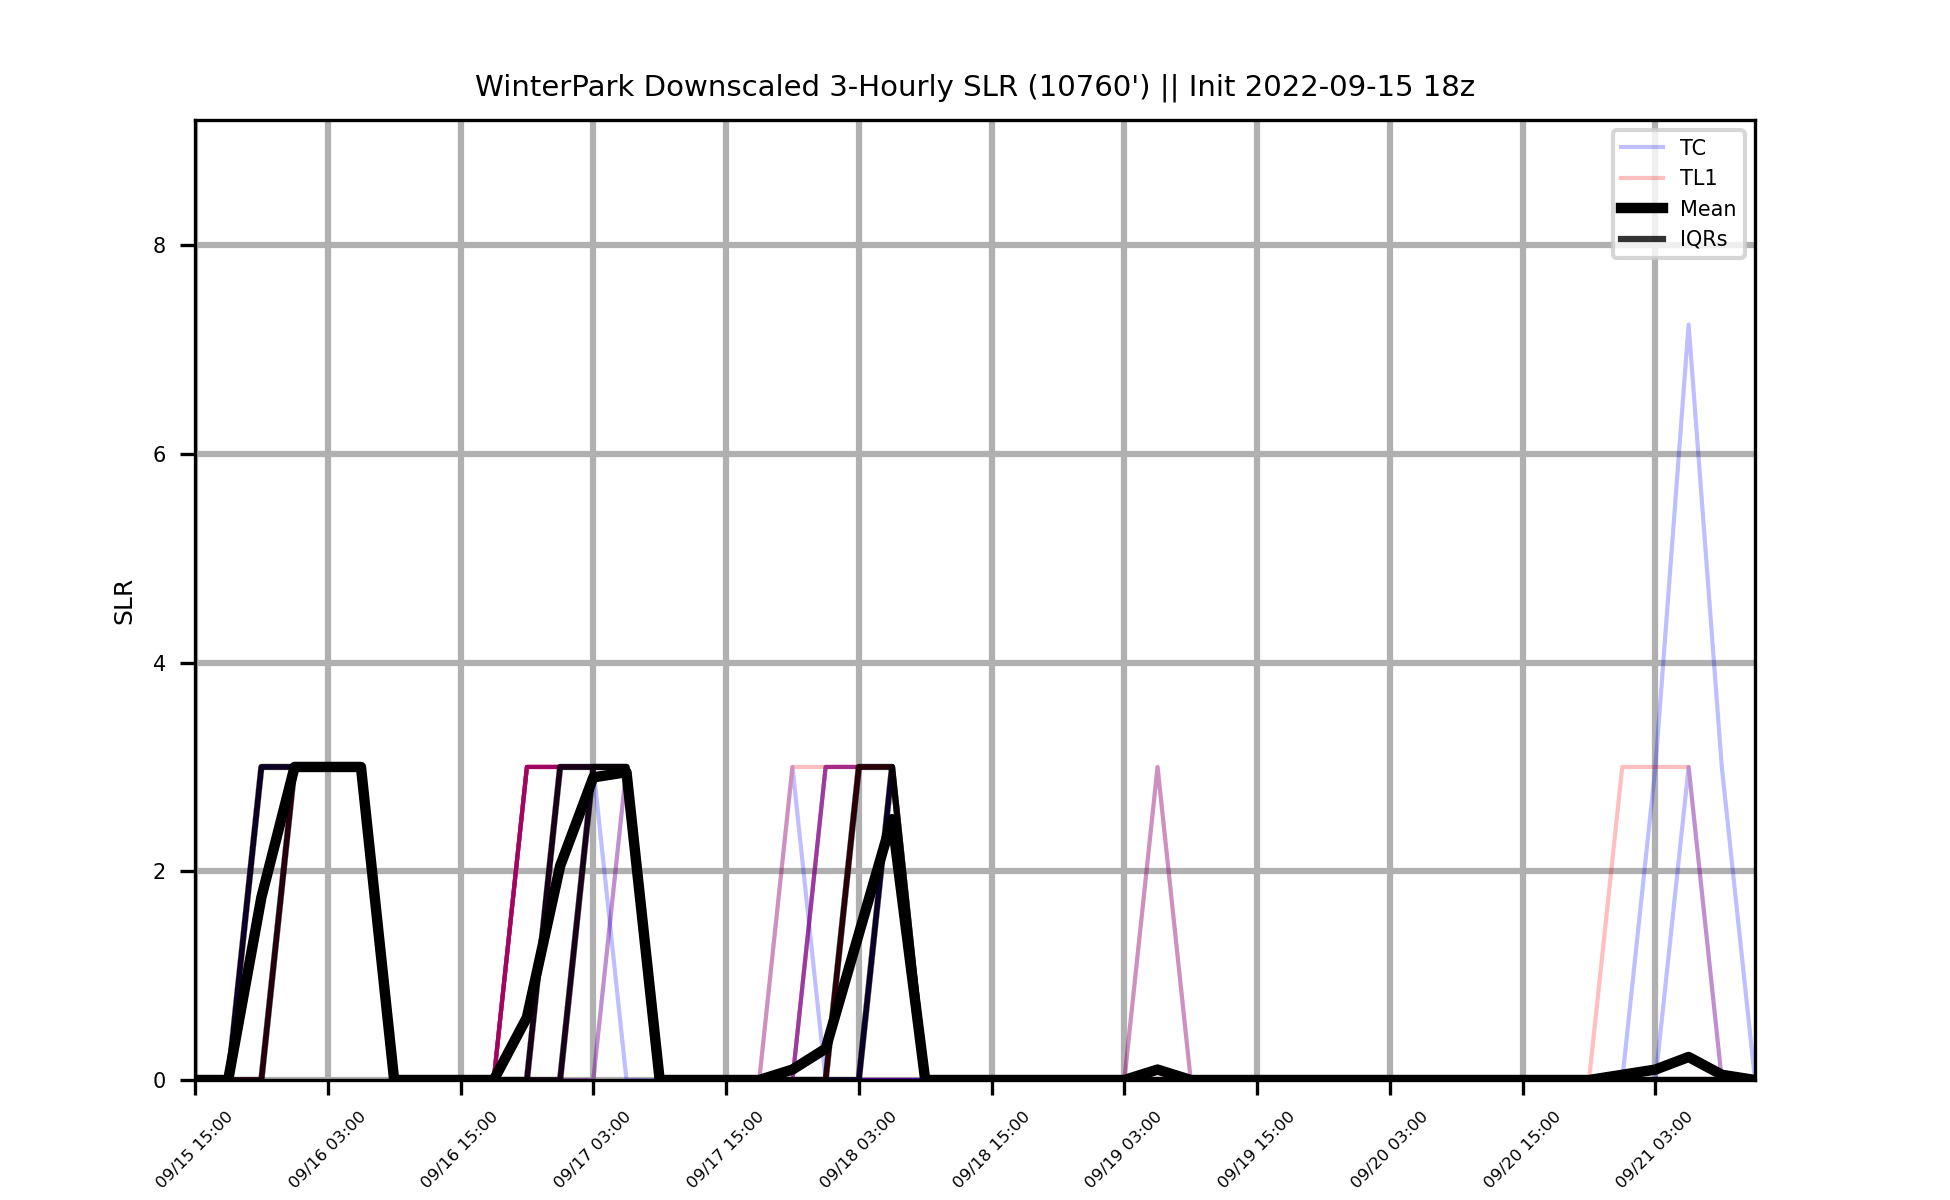 WinterPark Downscaled 3-Hourly SLR (10760') || Init 2022-09-15 18z
TC
TL1
Mean
IQRs
SLR
8
6
4
2
0
09/15 15:00
09/16 03:00
09/16 15:00
09/17 03:00
09/17 15:00
09/18 03:00
09/18 15:00
09/19 03:00
09/19 15:00
09/20 03:00
09/20 15:00
09/21 03:00